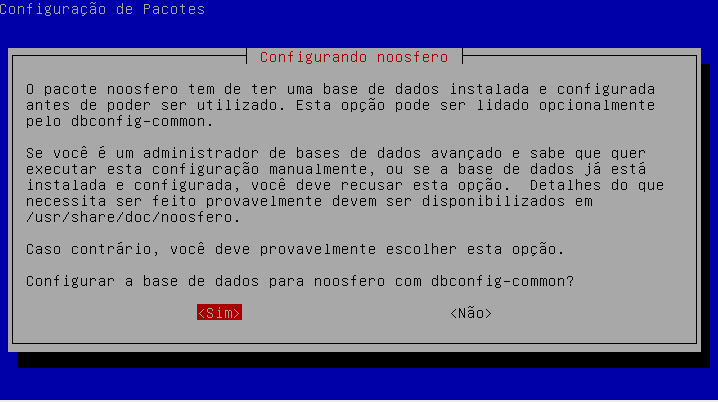 Configuração de Pacotes
Configurando noosfero
O pacote noosfero tem de ter uma base de dados instalada e configurada
antes de poder ser utilizado. Esta opção pode ser lidado opcionalmente
pelo dbconfig-common.
Se você é um administrador de bases de dados avançado e sabe que quer
executar esta configuração manualmente, ou se a base de dados já está
instalada e configurada, você deve recusar esta opção.  Detalhes do que
necessita ser feito provavelmente devem ser disponibilizados em
/usr/share/doc/noosfero.
Caso contrário, você deve provavelmente escolher esta opção.
Configurar a base de dados para noosfero com dbconfig-common?
<Sim> <Não>